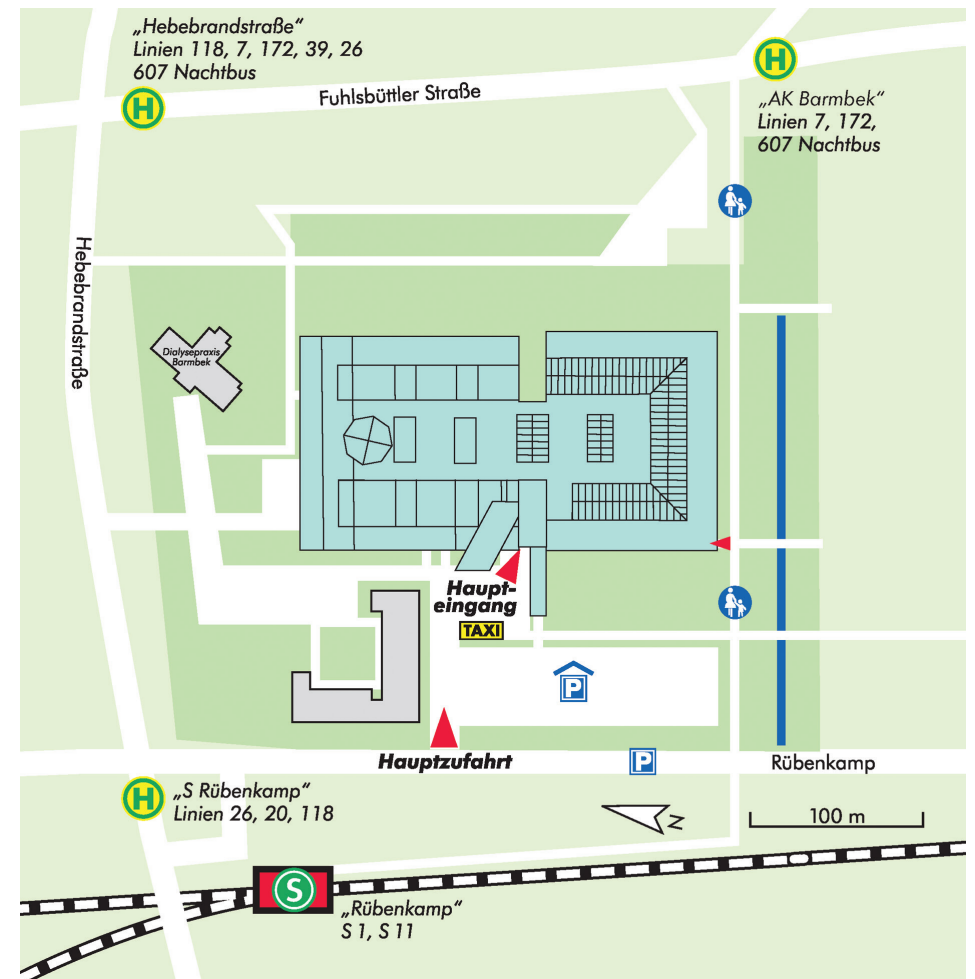 „Hebebrandstraße“
Linien 118, 7, 172, 39, 26
607 Nachtbus
H
H
Fuhlsbüttler Straße
„AK Barmbek“
Linien 7, 172,
607 Nachtbus
Hebebrandstraße
Dialysepraxis
Barmbek
Haupt-
eingang
TAXI
P
Hauptzufahrt
P
Rübenkamp
H
„S Rübenkamp“
Linien 26, 20, 118
N
100 m
S
„Rübenkamp“
S 1, S 11